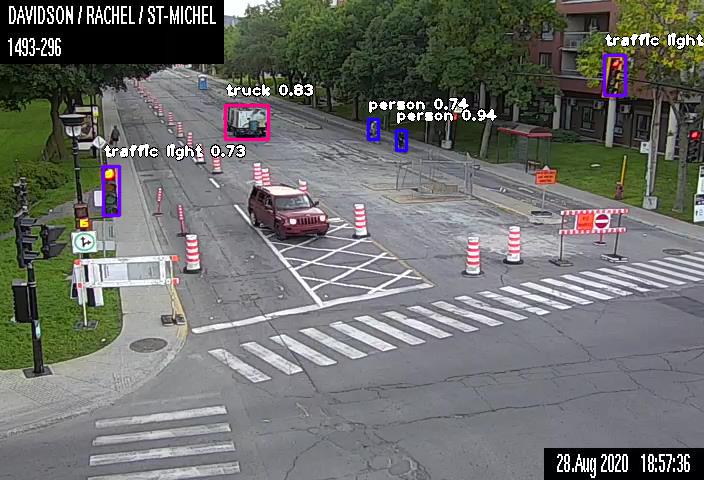 DAVIDSON / RACHEL / ST-MICHEL
1493-296
traffic light
truck 0.83
person 0.74
person 0.94
traffic light 0.73
28.Aug 2020 18:57:36